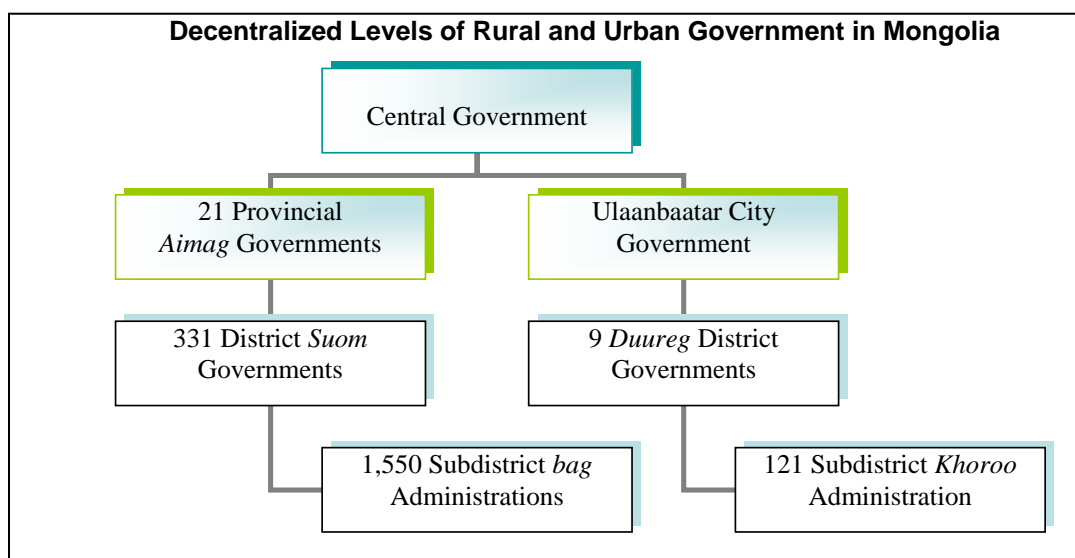 Decentralized Levels of Rural and Urban Government in Mongolia
Central Government
21 Provincial
Aimag Governments
Ulaanbaatar City
Government
331 District Suom
Governments
9 Duureg District
Governments
1,550 Subdistrict bag
Administrations
121 Subdistrict Khoroo
Administration